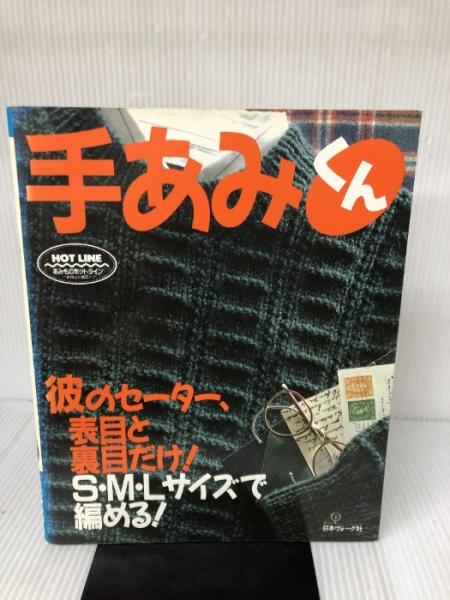 手あみくん
HOT LINE
あみものホットライン
彼のセーター、
表目と
裏目だけ!
S・M・Lサイズで
編める!
日本ヴォーグ社